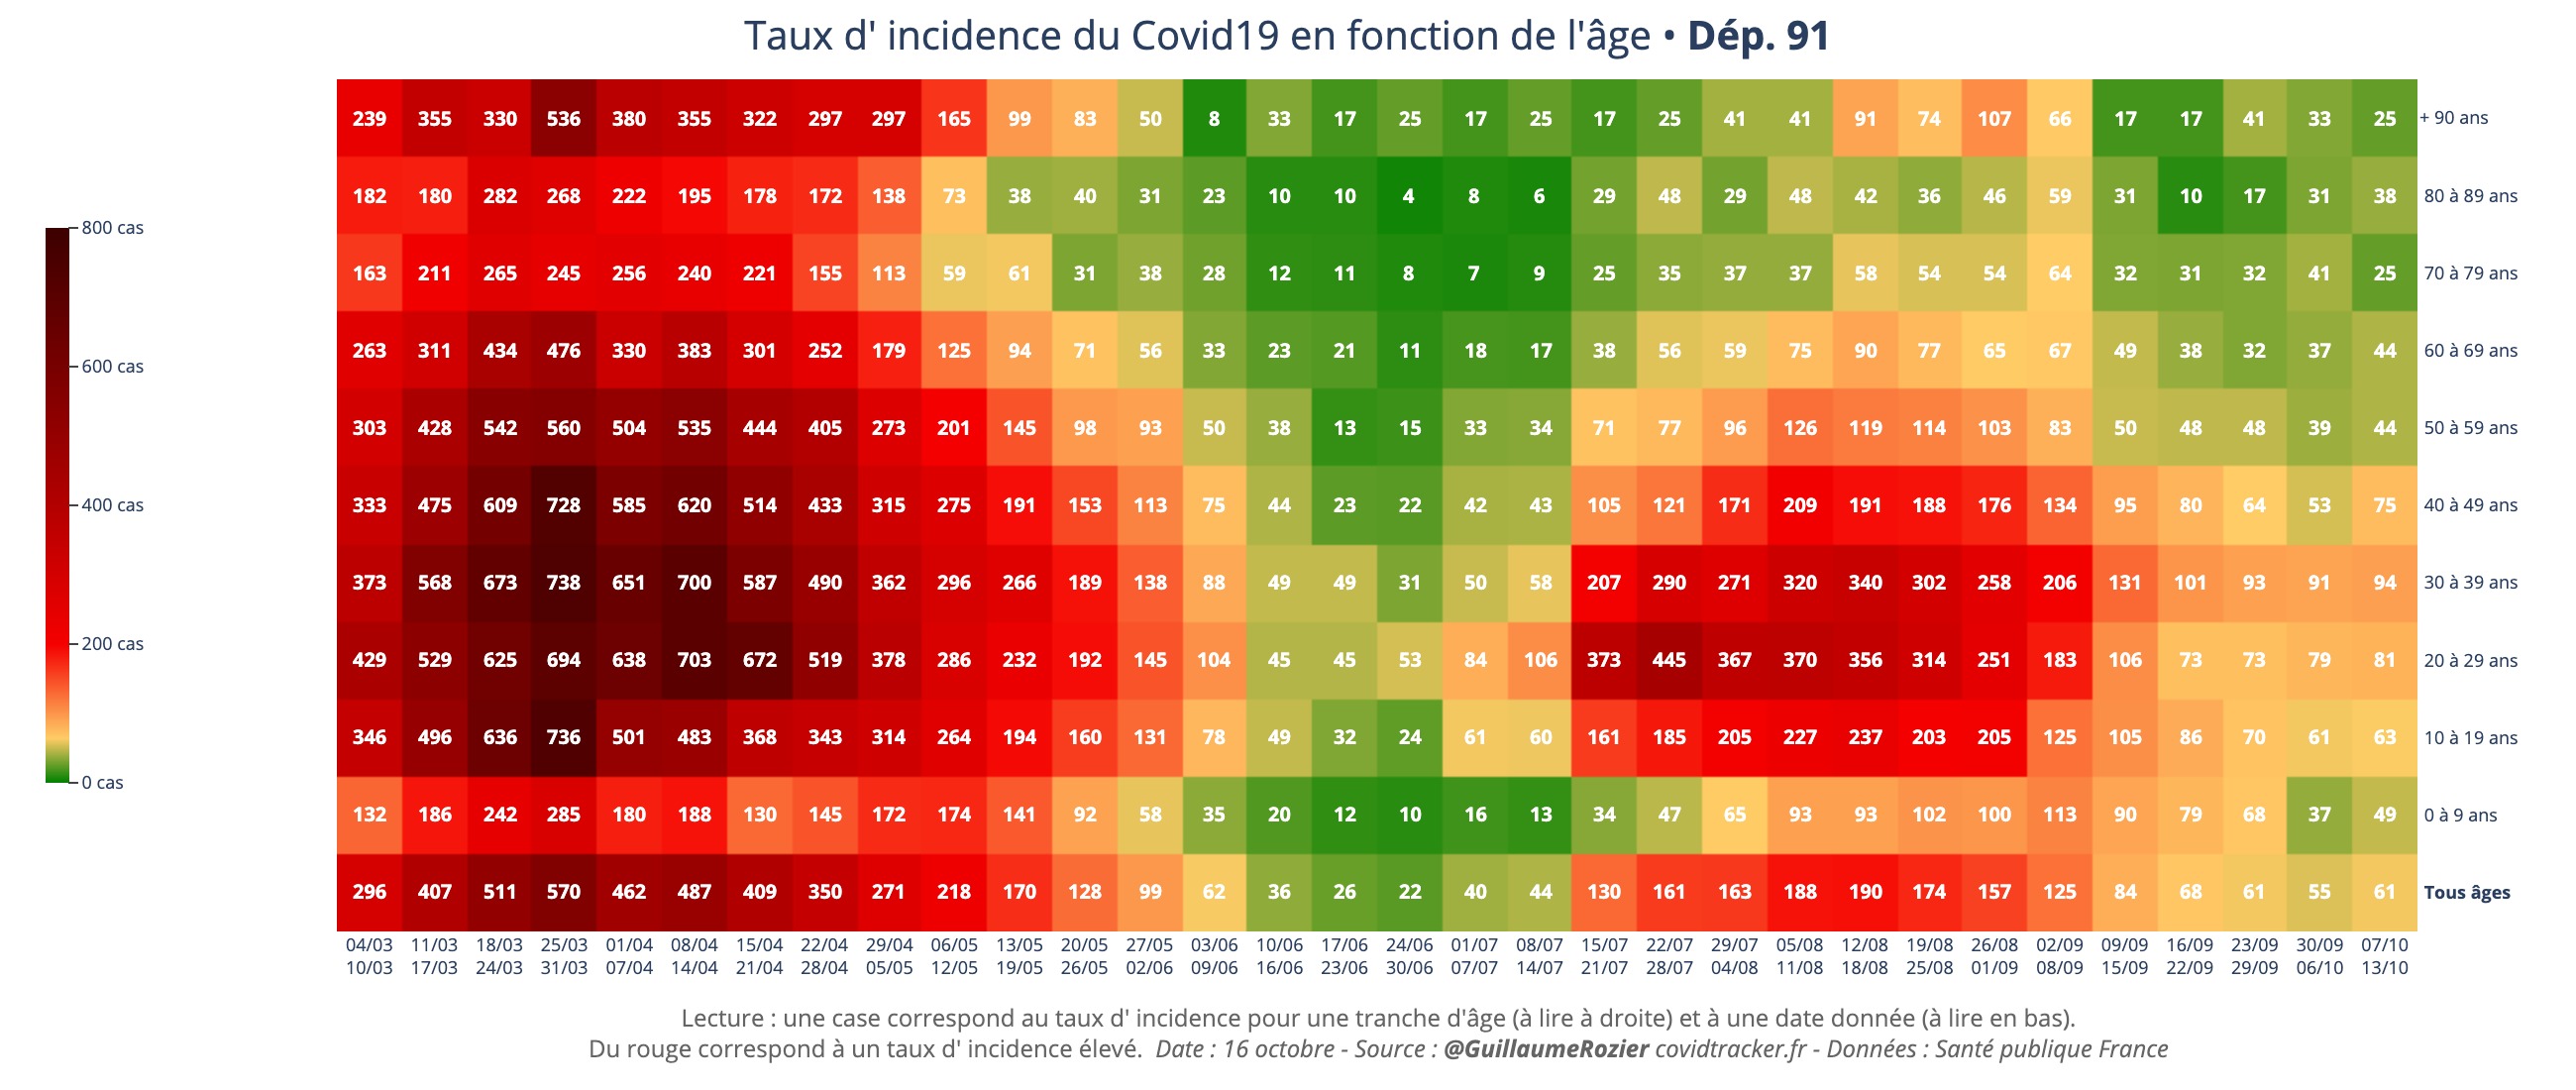 Taux d' incidence du Covid19 en fonction de l'âge • Dép. 91
800 cas
600 cas
400 cas
200 cas
0 cas
239 355 330 536 380 355 322 297 297 165 99 83 50 8 33 17 25 17 25 17 25 41 41 91 74 107 66 17 17 41 33 25 + 90 ans
182 180 282 268 222 195 178 172 138 73 38 40 31 23 10 10 4 8 6 29 48 29 48 42 36 46 59 31 10 17 31 38 80 à 89 ans
163 211 265 245 256 240 221 155 113 59 61 31 38 28 12 11 8 7 9 25 35 37 37 58 54 54 64 32 31 32 41 25 70 à 79 ans
263 311 434 476 330 383 301 252 179 125 94 71 56 33 23 21 11 18 17 38 56 59 75 90 77 65 67 49 38 32 37 44 60 à 69 ans
303 428 542 560 504 535 444 405 273 201 145 98 93 50 38 13 15 33 34 71 77 96 126 119 114 103 83 50 48 48 39 44 50 à 59 ans
333 475 609 728 585 620 514 433 315 275 191 153 113 75 44 23 22 42 43 105 121 171 209 191 188 176 134 95 80 64 53 75 40 à 49 ans
373 568 673 738 651 700 587 490 362 296 266 189 138 88 49 49 31 50 58 207 290 271 320 340 302 258 206 131 101 93 91 94 30 à 39 ans
429 529 625 694 638 703 672 519 378 286 232 192 145 104 45 45 53 84 106 373 445 367 370 356 314 251 183 106 73 73 79 81 20 à 29 ans
346 496 636 736 501 483 368 343 314 264 194 160 131 78 49 32 24 61 60 161 185 205 227 237 203 205 125 105 86 70 61 63 10 à 19 ans
132 186 242 285 180 188 130 145 172 174 141 92 58 35 20 12 10 16 13 34 47 65 93 93 102 100 113 90 79 68 37 49 0 à 9 ans
296 407 511 570 462 487 409 350 271 218 170 128 99 62 36 26 22 40 44 130 161 163 188 190 174 157 125 84 68 61 55 61 Tous âges
04/03 11/03 18/03 25/03 01/04 08/04 15/04 22/04 29/04 06/05 13/05 20/05 27/05 03/06 10/06 17/06 24/06 01/07 08/07 15/07 22/07 29/07 05/08 12/08 19/08 26/08 02/09 09/09 16/09 23/09 30/09 07/10
10/03 17/03 24/03 31/03 07/04 14/04 21/04 28/04 05/05 12/05 19/05 26/05 02/06 09/06 16/06 23/06 30/06 07/07 14/07 21/07 28/07 04/08 11/08 18/08 25/08 01/09 08/09 15/09 22/09 29/09 06/10 13/10
Lecture : une case correspond au taux d' incidence pour une tranche d'âge (à lire à droite) et à une date donnée (à lire en bas).
Du rouge correspond à un taux d' incidence élevé. Date : 16 octobre - Source : @GuillaumeRozier covidtracker.fr - Données : Santé publique France